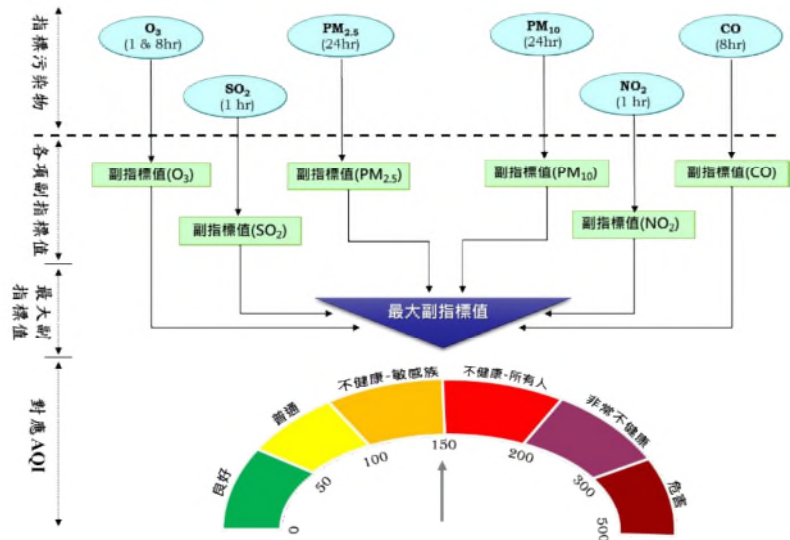 指標污染物
O₃
(1 & 8hr)
PM₂.₅
(24hr)
PM₁₀
(24hr)
CO
(8hr)
SO₂
(1 hr)
NO₂
(1 hr)
各項副指標值
副指標值(O₃)
副指標值(PM₂.₅)
副指標值(PM₁₀)
副指標值(CO)
副指標值(SO₂)
副指標值(NO₂)
最大副
指標值
最大副指標值
對應AQI
良好
普通
不健康-敏感族
不健康-所有人
非常不健康
危害
0
50
100
150
200
300
500